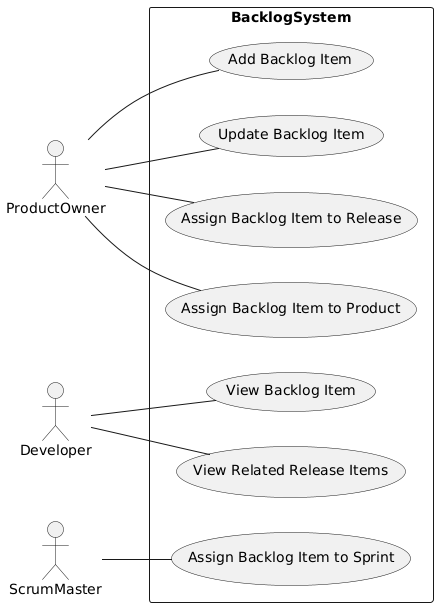 BacklogSystem
Add Backlog Item
Update Backlog Item
ProductOwner
Assign Backlog Item to Release
Assign Backlog Item to Product
View Backlog Item
Developer
View Related Release Items
Assign Backlog Item to Sprint
ScrumMaster